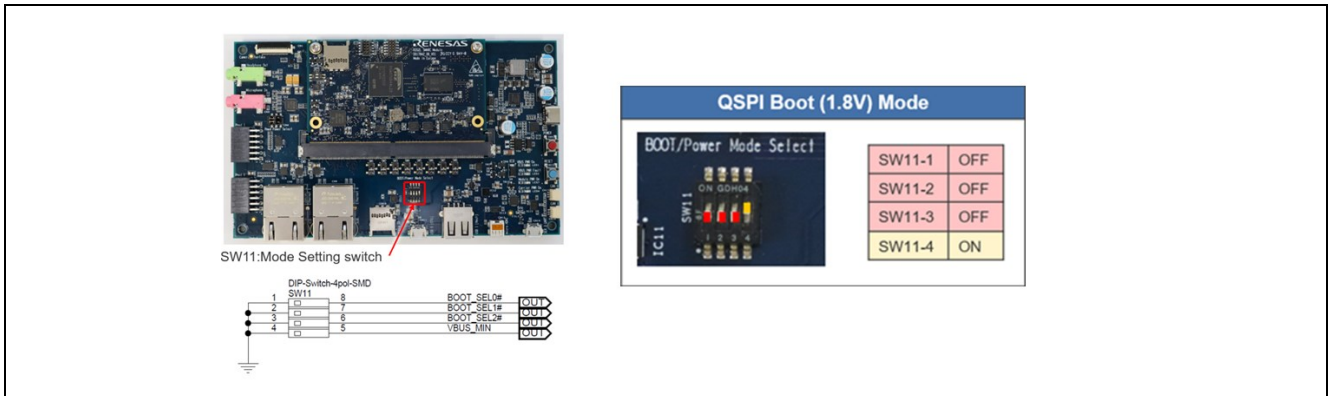 RENESAS
SW11:Mode Setting switch
DIP-Switch-4pol-SMD
SW11
1 8 BOOT_SEL0# OUT
2 7 BOOT_SEL1# OUT
3 6 BOOT_SEL2# OUT
4 5 VBUS_MIN OUT
QSPI Boot (1.8V) Mode
BOOT/Power Mode Select
ON GDH04
SW11
1 2 3 4
IC11
SW11-1 OFF
SW11-2 OFF
SW11-3 OFF
SW11-4 ON